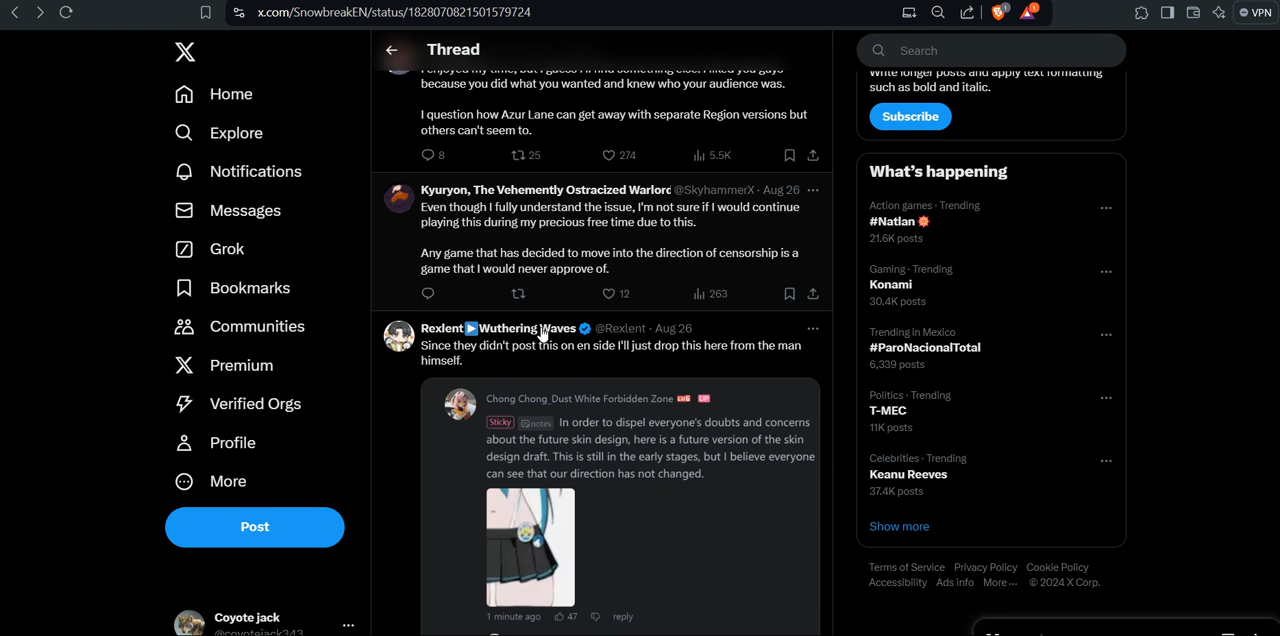 x.com/SnowbreakEN/status/1828070821501579724
1
1
VPN
Home
Explore
Notifications
Messages
Grok
Bookmarks
Communities
Premium
Verified Orgs
Profile
More
Post
Coyote jack
@coyotejack343
Thread
I enjoyed my time, but I guess I'll find something else. I liked you guys
because you did what you wanted and knew who your audience was.
I question how Azur Lane can get away with separate Region versions but
others can't seem to.
8 25 274 5.5K
Kyuryon, The Vehemently Ostracized Warlord @SkyhammerX · Aug 26
Even though I fully understand the issue, I'm not sure if I would continue
playing this during my precious free time due to this.
Any game that has decided to move into the direction of censorship is a
game that I would never approve of.
12 263
Rexlent▶️Wuthering Waves @Rexlent · Aug 26
Since they didn't post this on en side I'll just drop this here from the man
himself.
Chong Chong_Dust White Forbidden Zone LV6 UP
Sticky notes In order to dispel everyone's doubts and concerns
about the future skin design, here is a future version of the skin
design draft. This is still in the early stages, but I believe everyone
can see that our direction has not changed.
1 minute ago 47 reply
Search
Write longer posts and apply text formatting
such as bold and italic.
Subscribe
What's happening
Action games · Trending
#Natlan
21.6K posts
Gaming · Trending
Konami
30.4K posts
Trending in Mexico
#ParoNacionalTotal
6,339 posts
Politics · Trending
T-MEC
11K posts
Celebrities · Trending
Keanu Reeves
37.4K posts
Show more
Terms of Service Privacy Policy Cookie Policy
Accessibility Ads info More ··· © 2024 X Corp.